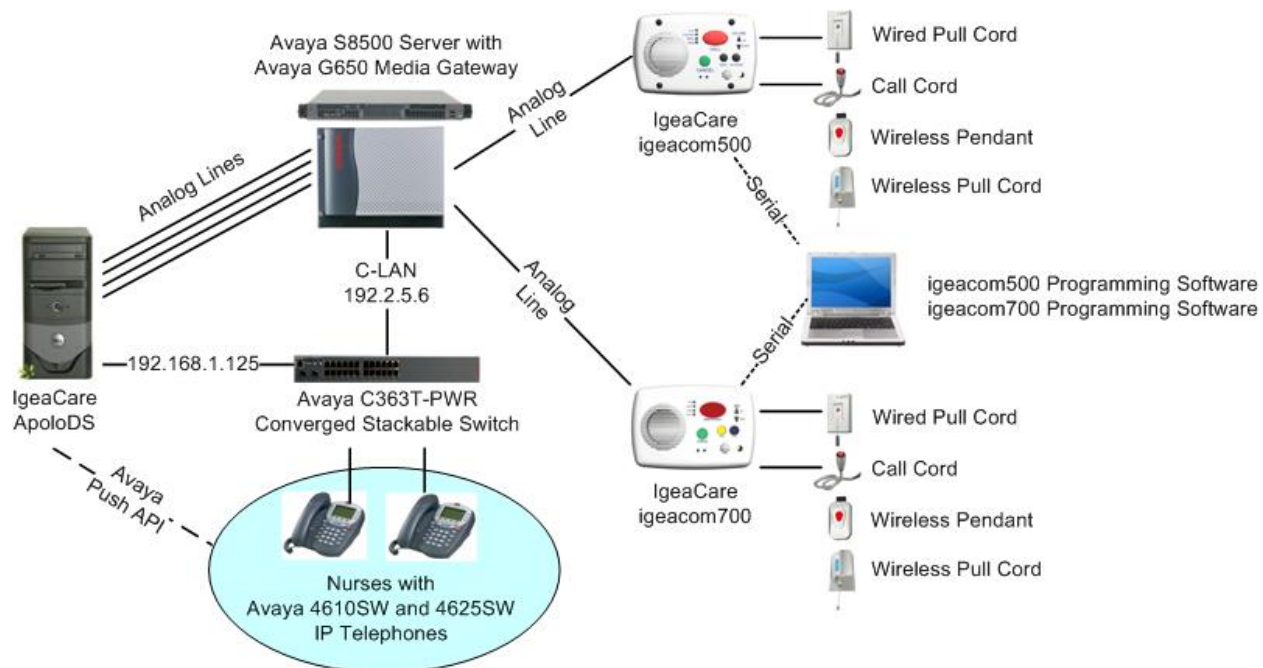 Avaya S8500 Server with
Avaya G650 Media Gateway
Analog Lines
Analog
Line
IgeaCare
igeacom500
Wired Pull Cord
Call Cord
Wireless Pendant
Wireless Pull Cord
C-LAN
192.2.5.6
Analog
Line
Serial
Serial
igeacom500 Programming Software
igeacom700 Programming Software
192.168.1.125
IgeaCare
ApoloDS
Avaya C363T-PWR
Converged Stackable Switch
Avaya
Push API
Nurses with
Avaya 4610SW and 4625SW
IP Telephones
IgeaCare
igeacom700
Wired Pull Cord
Call Cord
Wireless Pendant
Wireless Pull Cord